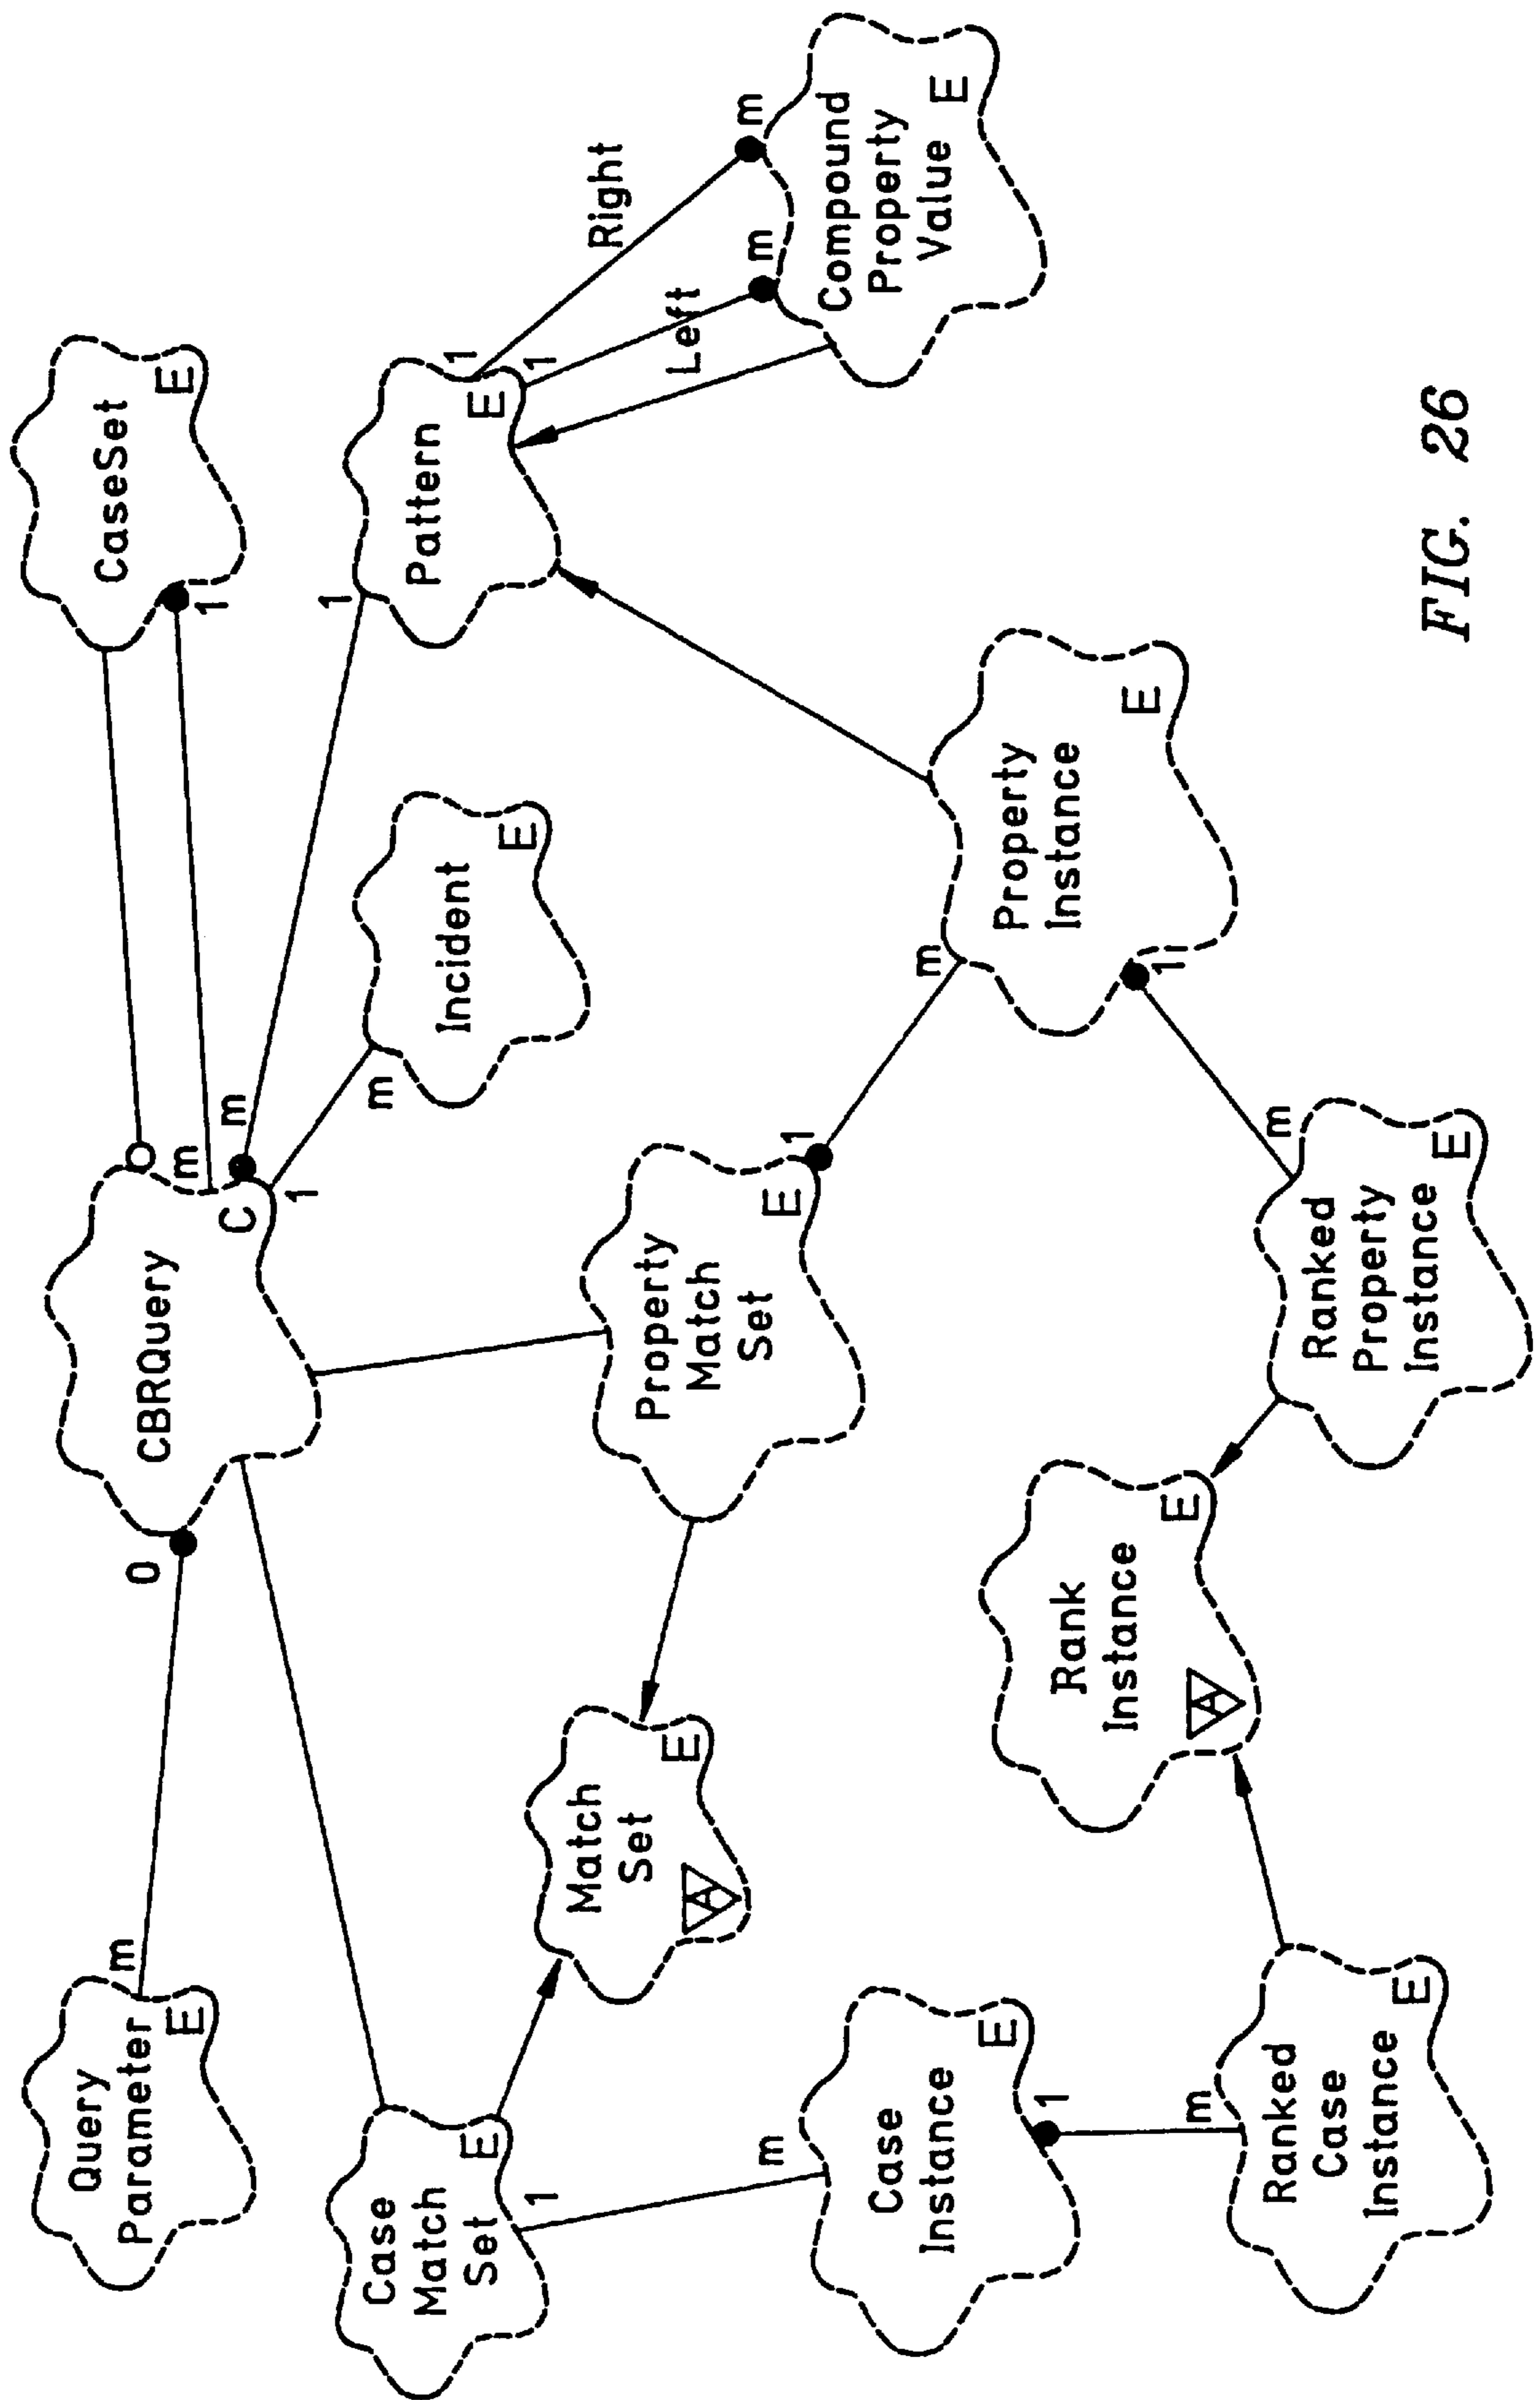 Query
Parameter
E
m
0
CBRQuery
C
m
m
1
CaseSet
E
1
Case
Match
Set
E
1
Match
Set
E
A
Property
Match
Set
E
1
Incident
E
m
Pattern
E
1
1
1
Right
Left
m
m
Compound
Property
Value
E
Case
Instance
E
m
1
Rank
Instance
E
A
Property
Instance
E
m
1
Ranked
Case
Instance
E
m
Ranked
Property
Instance
E
m
FIG. 26